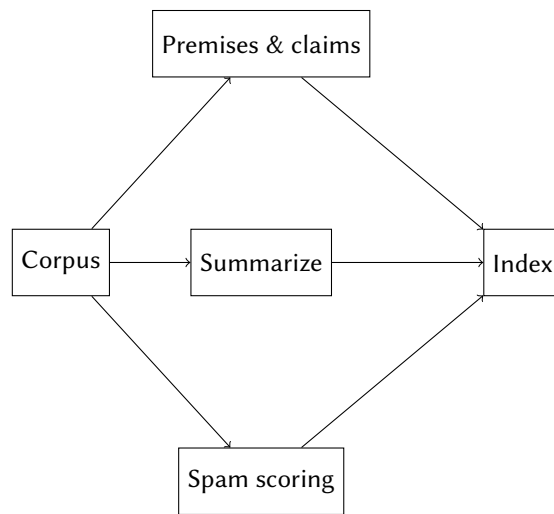 Premises & claims
Corpus
Summarize
Index
Spam scoring